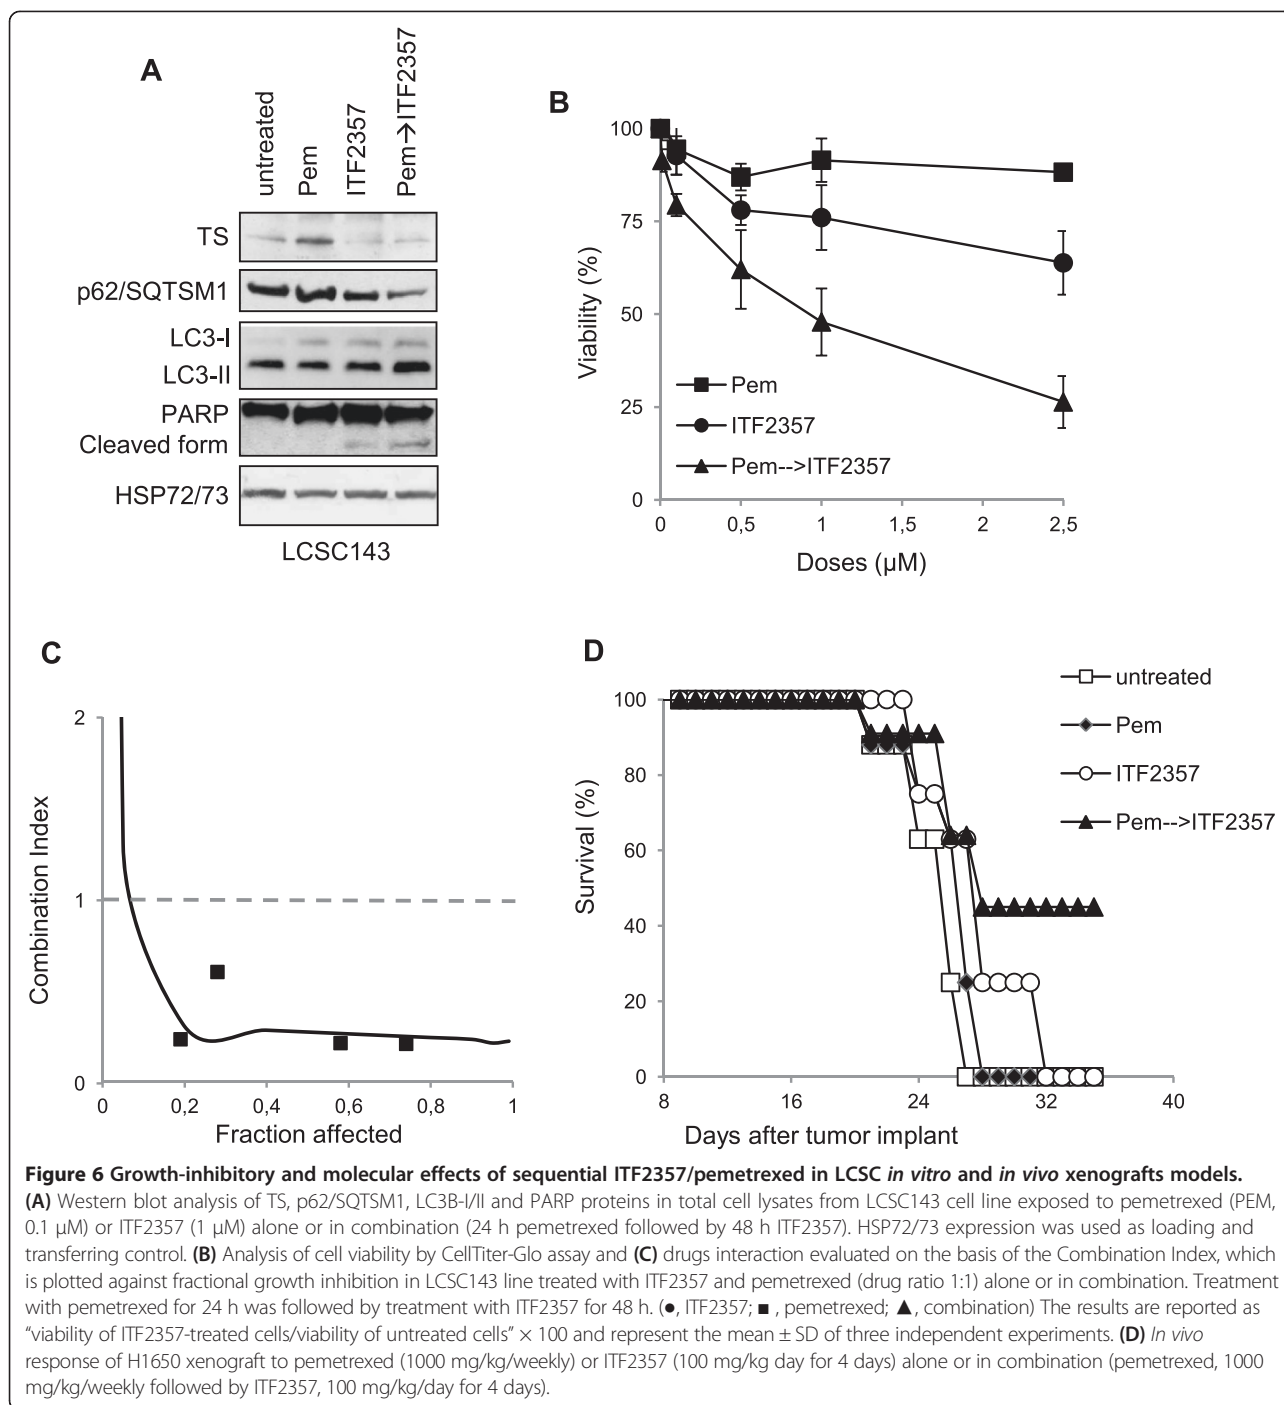 A
untreated
Pem
ITF2357
Pem→ITF2357
TS
p62/SQTSM1
LC3-I
LC3-II
PARP
Cleaved form
HSP72/73
LCSC143
B
Viability (%)
100
75
50
25
0
Pem
ITF2357
Pem-->ITF2357
0
0,5
1
1,5
2
2,5
Doses (µM)
C
Combination Index
2
1
0
0
0,2
0,4
0,6
0,8
1
Fraction affected
D
Survival (%)
100
80
60
40
20
0
8
16
24
32
40
Days after tumor implant
untreated
Pem
ITF2357
Pem-->ITF2357
Figure 6 Growth-inhibitory and molecular effects of sequential ITF2357/pemetrexed in LCSC in vitro and in vivo xenografts models.
(A) Western blot analysis of TS, p62/SQTSM1, LC3B-I/II and PARP proteins in total cell lysates from LCSC143 cell line exposed to pemetrexed (PEM,
0.1 µM) or ITF2357 (1 µM) alone or in combination (24 h pemetrexed followed by 48 h ITF2357). HSP72/73 expression was used as loading and
transferring control. (B) Analysis of cell viability by CellTiter-Glo assay and (C) drugs interaction evaluated on the basis of the Combination Index, which
is plotted against fractional growth inhibition in LCSC143 line treated with ITF2357 and pemetrexed (drug ratio 1:1) alone or in combination. Treatment
with pemetrexed for 24 h was followed by treatment with ITF2357 for 48 h. (●, ITF2357; ■ , pemetrexed; ▲, combination) The results are reported as
“viability of ITF2357-treated cells/viability of untreated cells” × 100 and represent the mean ± SD of three independent experiments. (D) In vivo
response of H1650 xenograft to pemetrexed (1000 mg/kg/weekly) or ITF2357 (100 mg/kg day for 4 days) alone or in combination (pemetrexed, 1000
mg/kg/weekly followed by ITF2357, 100 mg/kg/day for 4 days).